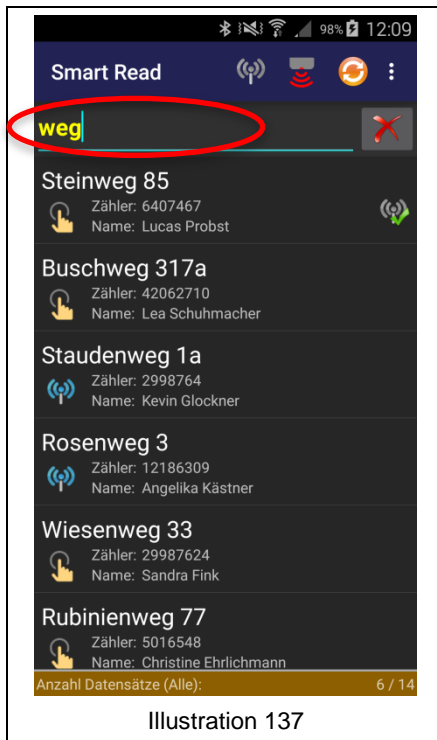 98% 12:09
Smart Read
weg
Steinweg 85
Zähler: 6407467
Name: Lucas Probst
Buschweg 317a
Zähler: 42062710
Name: Lea Schuhmacher
Staudenweg 1a
Zähler: 2998764
Name: Kevin Glockner
Rosenweg 3
Zähler: 12186309
Name: Angelika Kästner
Wiesenweg 33
Zähler: 29987624
Name: Sandra Fink
Rubinienweg 77
Zähler: 5016548
Name: Christine Ehrlichmann
Anzahl Datensätze (Alle): 6 / 14
Illustration 137